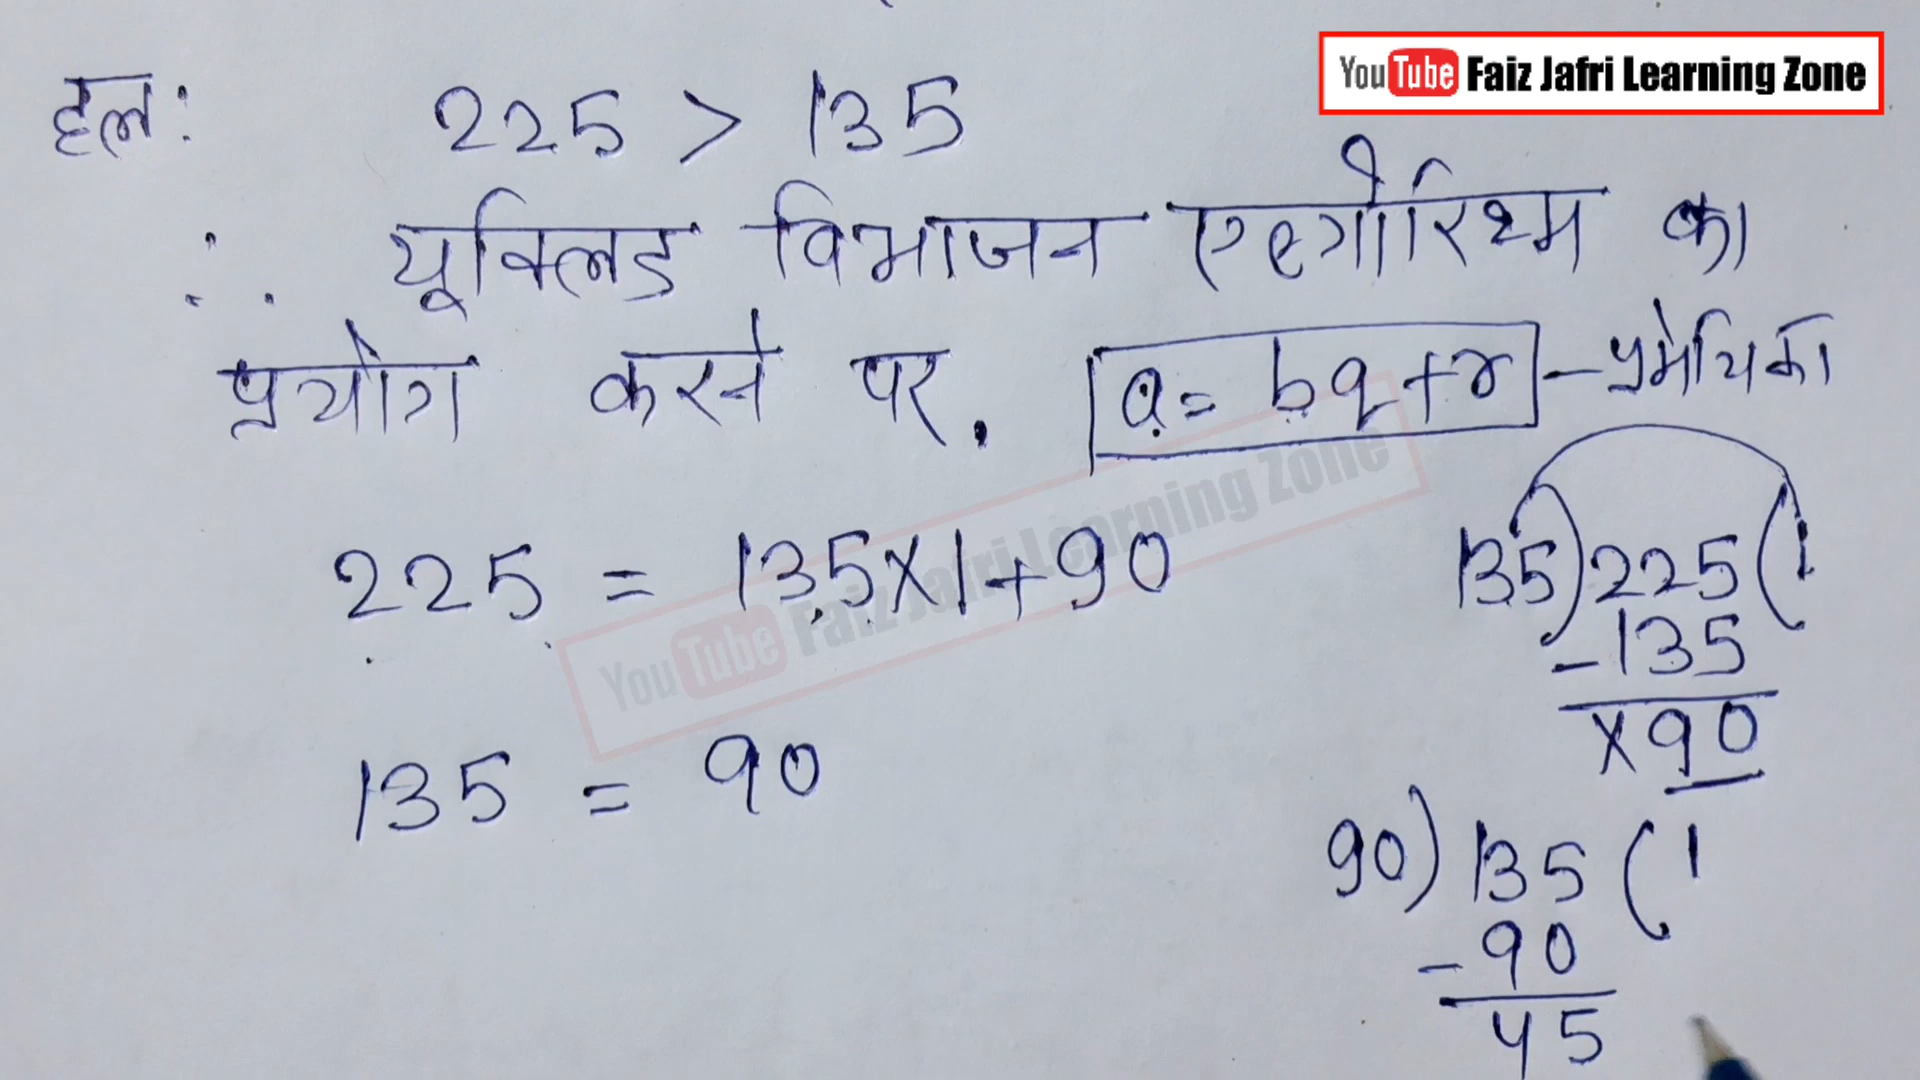 YouTube Faiz Jafri Learning Zone
हल: 225 > 135
∴ यूक्लिड विभाजन एल्गोरिथ्म का
प्रयोग करने पर. a = bq + r - प्रमेयिका
225 = 135 X 1 + 90
135 ) 225 ( 1
- 135
X 90
135 = 90
90 ) 135 ( 1
- 90
45
YouTube Faiz Jafri Learning Zone